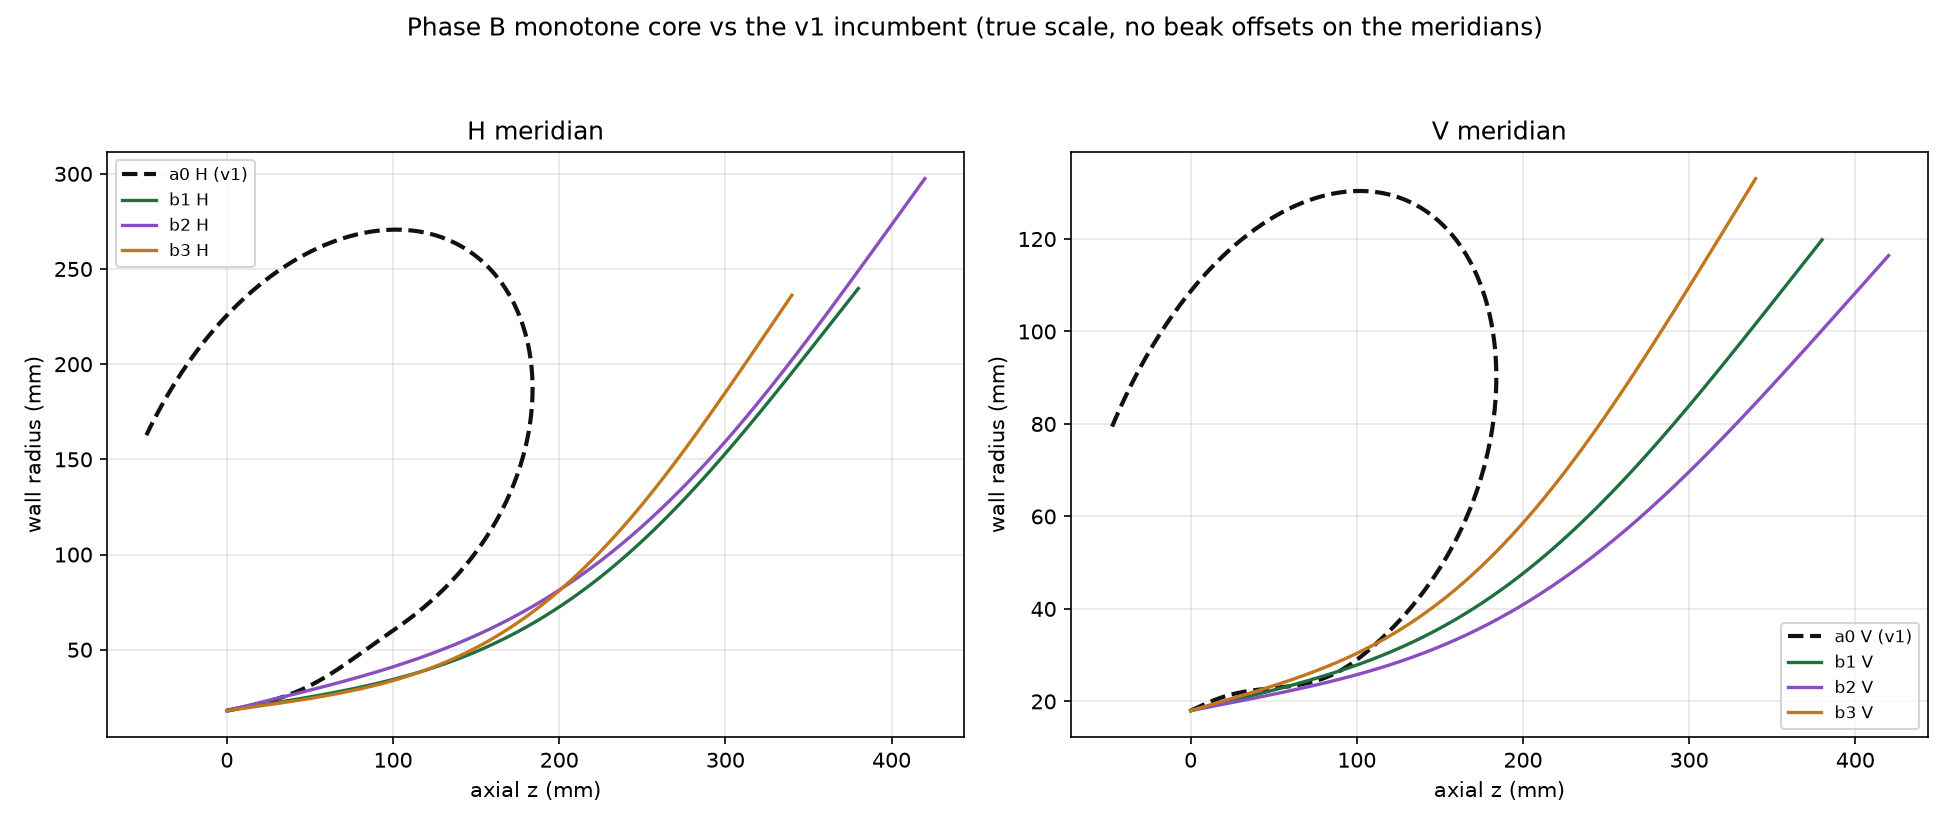 Phase B monotone core vs the v1 incumbent (true scale, no beak offsets on the meridians)
H meridian
300
250
200
150
100
50
wall radius (mm)
0 100 200 300 400
axial z (mm)
a0 H (v1)
b1 H
b2 H
b3 H
V meridian
120
100
80
60
40
20
wall radius (mm)
0 100 200 300 400
axial z (mm)
a0 V (v1)
b1 V
b2 V
b3 V